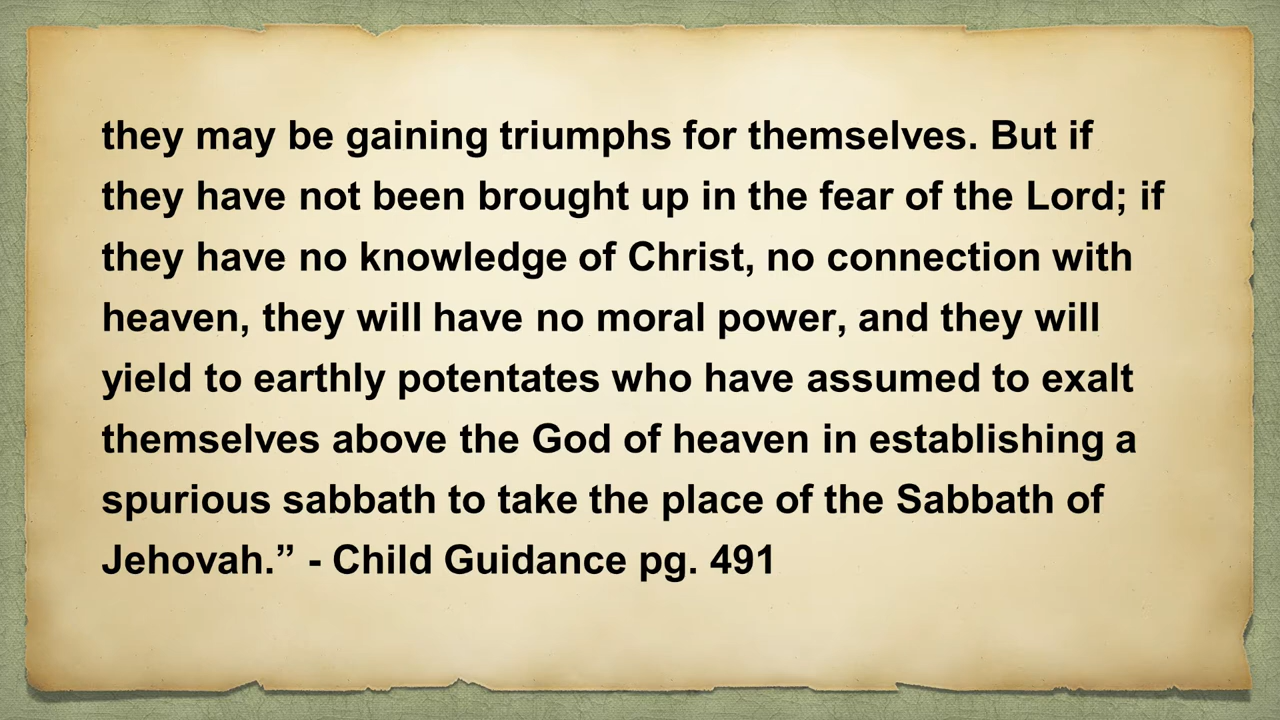 they may be gaining triumphs for themselves. But if
they have not been brought up in the fear of the Lord; if
they have no knowledge of Christ, no connection with
heaven, they will have no moral power, and they will
yield to earthly potentates who have assumed to exalt
themselves above the God of heaven in establishing a
spurious sabbath to take the place of the Sabbath of
Jehovah.” - Child Guidance pg. 491